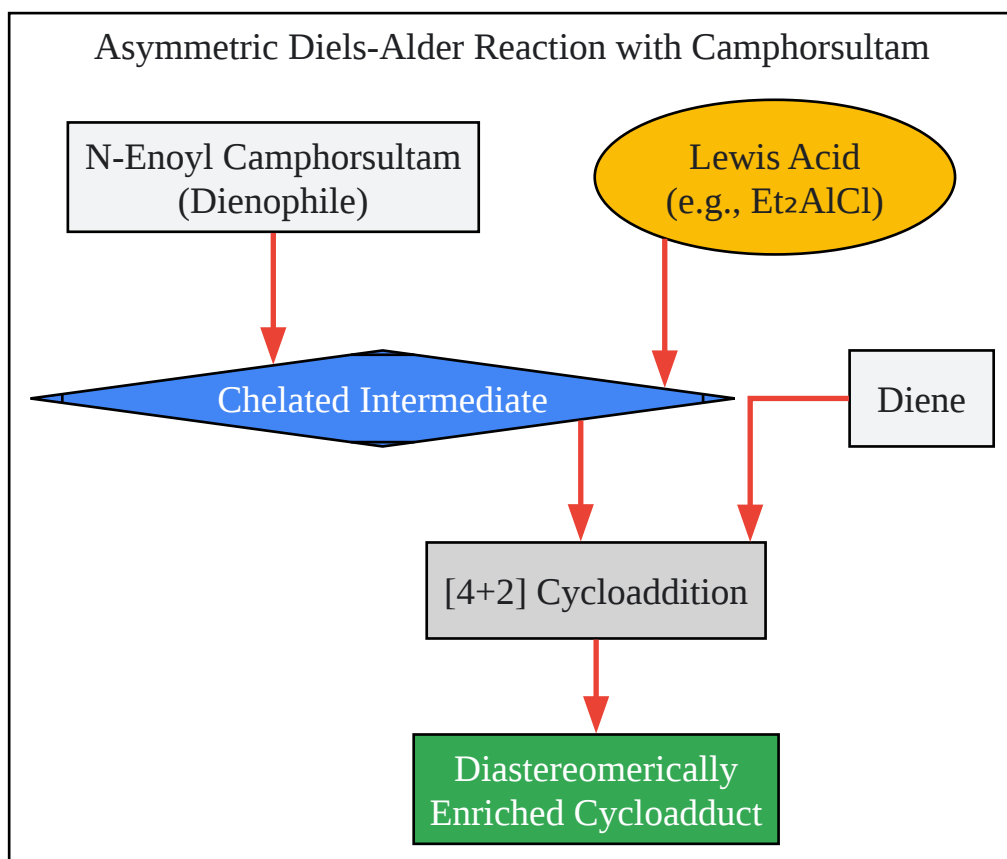 Asymmetric Diels-Alder Reaction with Camphorsultam
N-Enoyl Camphorsultam
(Dienophile)
Lewis Acid
(e.g., Et₂AlCl)
Chelated Intermediate
Diene
[4+2] Cycloaddition
Diastereomerically
Enriched Cycloadduct